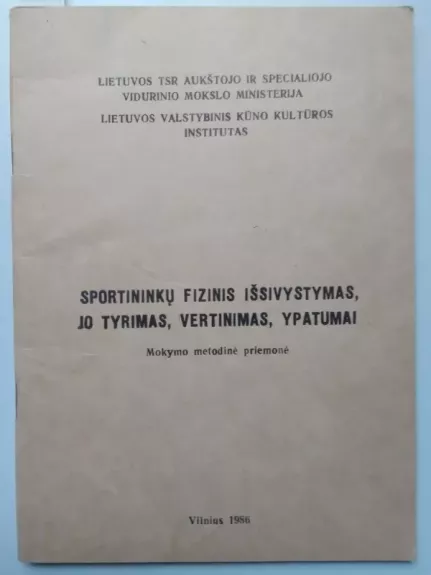 LIETUVOS TSR AUKŠTOJO IR SPECIALIOJO
VIDURINIO MOKSLO MINISTERIJA
LIETUVOS VALSTYBINIS KŪNO KULTŪROS
INSTITUTAS
SPORTININKŲ FIZINIS IŠSIVYSTYMAS,
JO TYRIMAS, VERTINIMAS, YPATUMAI
Mokymo metodinė priemonė
Vilnius 1986